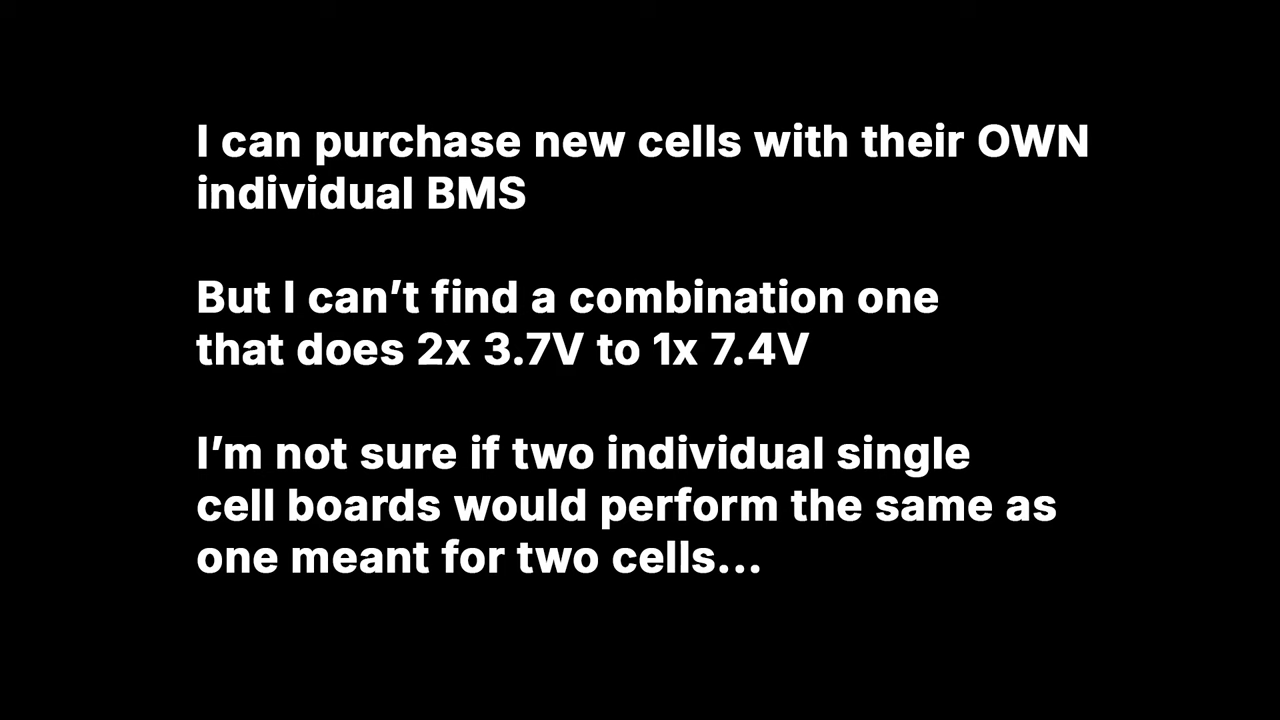 I can purchase new cells with their OWN
individual BMS
But I can’t find a combination one
that does 2x 3.7V to 1x 7.4V
I’m not sure if two individual single
cell boards would perform the same as
one meant for two cells...